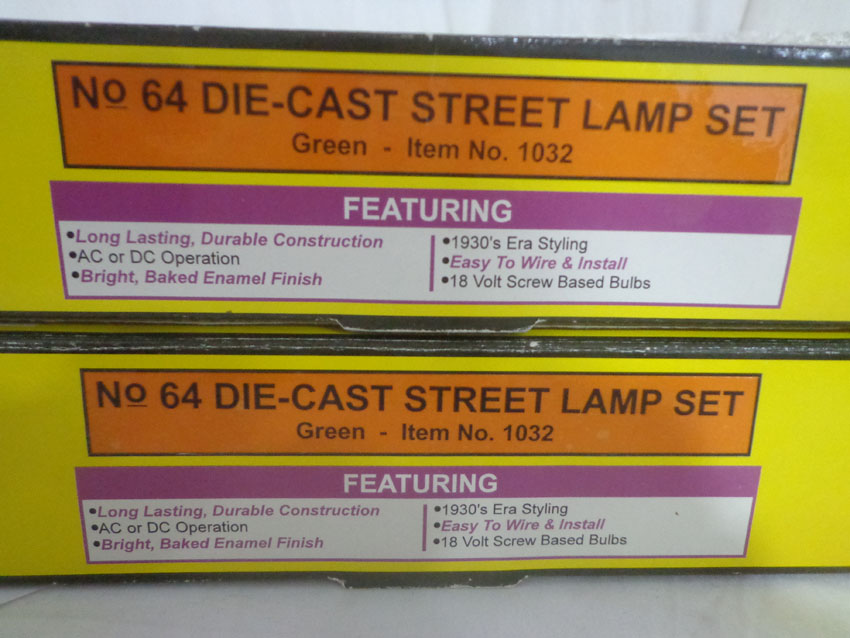 Nº 64 DIE-CAST STREET LAMP SET
Green - Item No. 1032
FEATURING
•Long Lasting, Durable Construction
•AC or DC Operation
•Bright, Baked Enamel Finish
•1930's Era Styling
•Easy To Wire & Install
•18 Volt Screw Based Bulbs
Nº 64 DIE-CAST STREET LAMP SET
Green - Item No. 1032
FEATURING
•Long Lasting, Durable Construction
•AC or DC Operation
•Bright, Baked Enamel Finish
•1930's Era Styling
•Easy To Wire & Install
•18 Volt Screw Based Bulbs